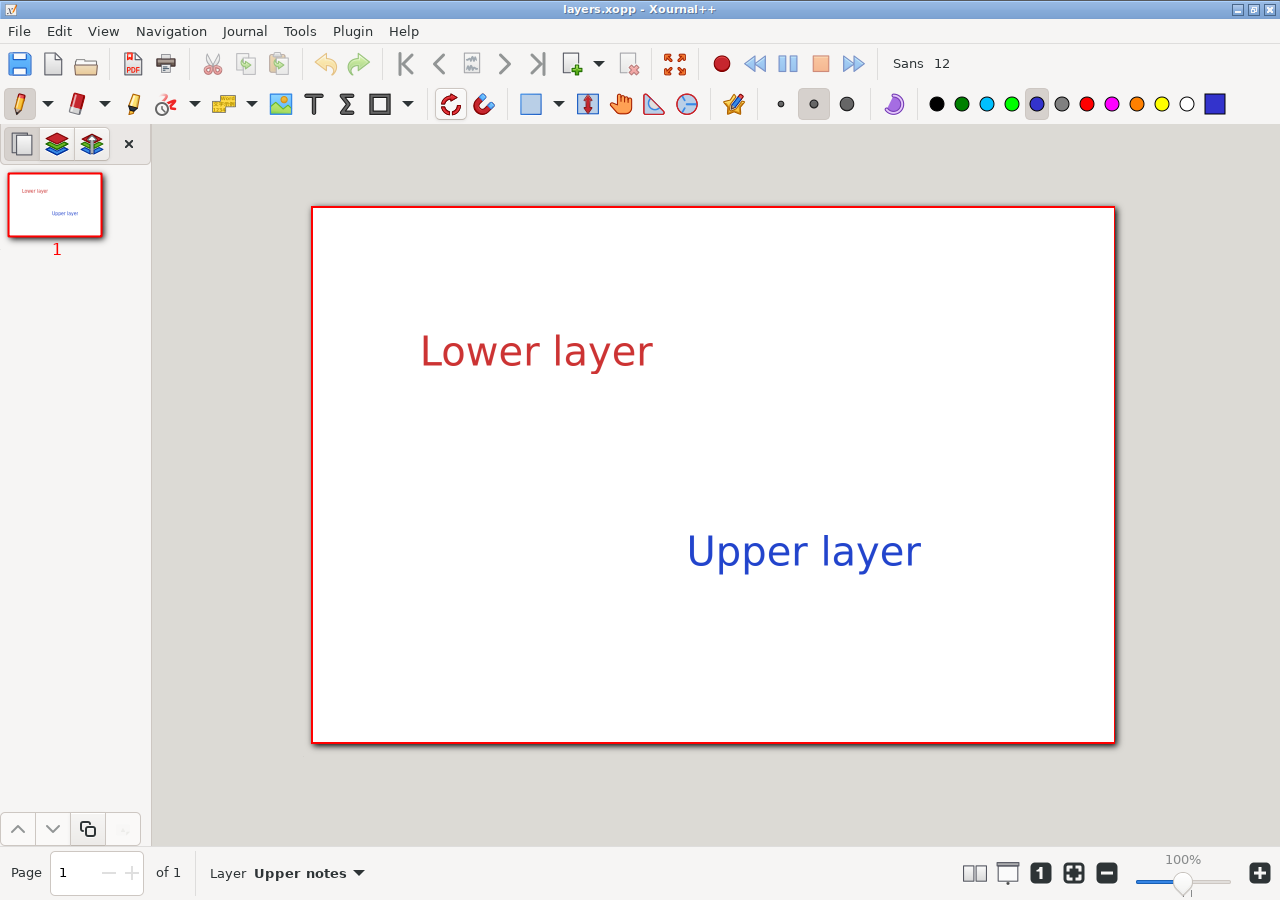 layers.xopp - Xournal++
File Edit View Navigation Journal Tools Plugin Help
Sans 12
Lower layer
Upper layer
1
Lower layer
Upper layer
Page 1 of 1 Layer Upper notes 1 100%